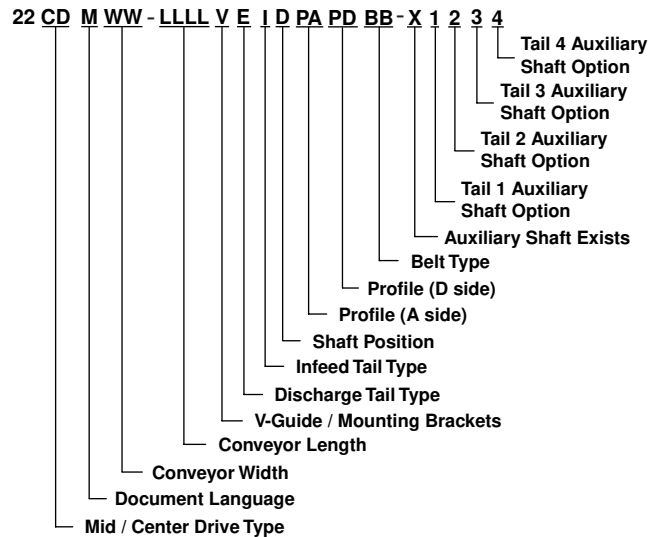 22 CD M WW - LLLL V E I D PA PD BB - X 1 2 3 4
Tail 4 Auxiliary
Shaft Option
Tail 3 Auxiliary
Shaft Option
Tail 2 Auxiliary
Shaft Option
Tail 1 Auxiliary
Shaft Option
Auxiliary Shaft Exists
Belt Type
Profile (D side)
Profile (A side)
Shaft Position
Infeed Tail Type
Discharge Tail Type
V-Guide / Mounting Brackets
Conveyor Length
Conveyor Width
Document Language
Mid / Center Drive Type